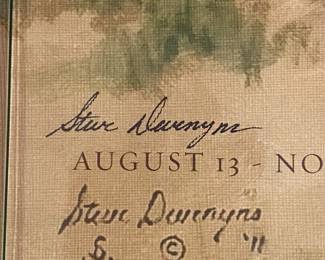 Steve Devenyns
AUGUST 13 - NO
Steve Devenyns
S. © '11